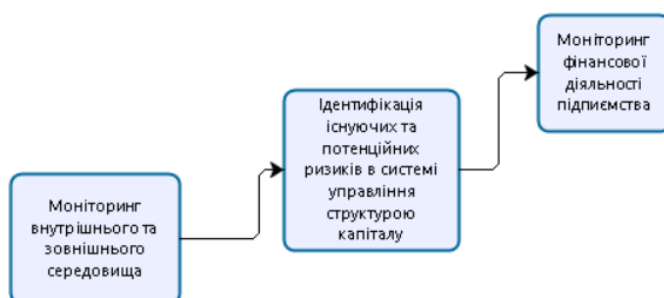 Моніторинг
фінансової
діяльності
підприємства
Ідентифікація
існуючих та
потенційних
ризиків в системі
управління
структурою
капіталу
Моніторинг
внутрішнього та
зовнішнього
середовища